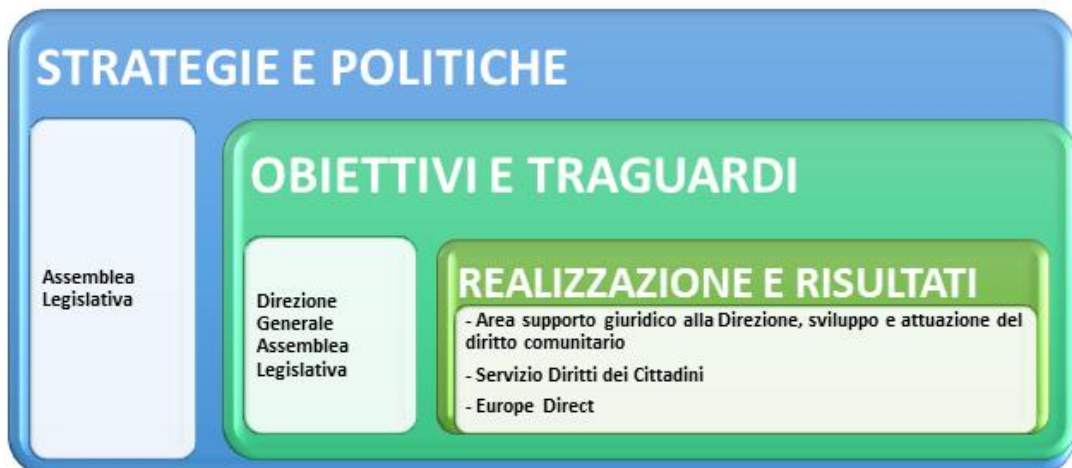 STRATEGIE E POLITICHE
Assemblea
Legislativa
OBIETTIVI E TRAGUARDI
Direzione
Generale
Assemblea
Legislativa
REALIZZAZIONE E RISULTATI
- Area supporto giuridico alla Direzione, sviluppo e attuazione del
diritto comunitario
- Servizio Diritti dei Cittadini
- Europe Direct